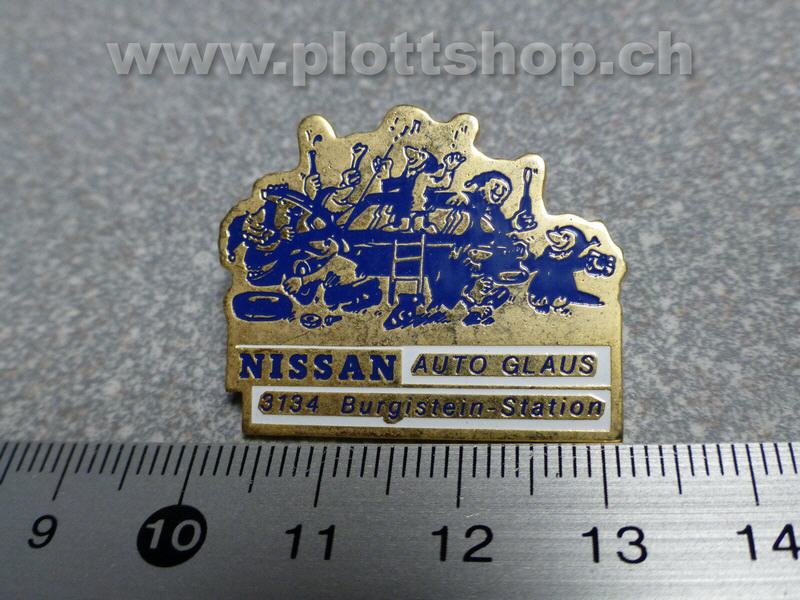 www.plottshop.ch
NISSAN AUTO GLAUS
3134 Burgistein-Station
9 10 11 12 13 14